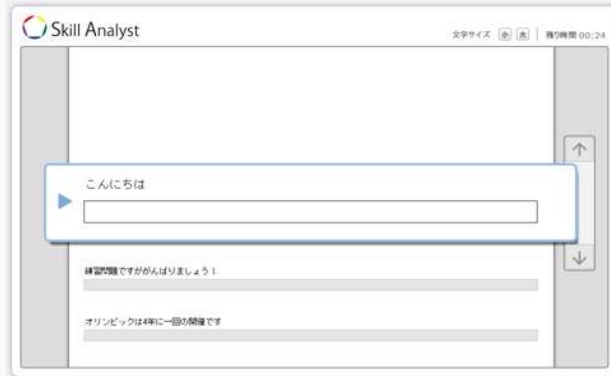 Skill Analyst
文字サイズ 小 大 残り時間 00:24
こんにちは
練習問題ですががんばりましょう！
オリンピックは4年に一回の開催です